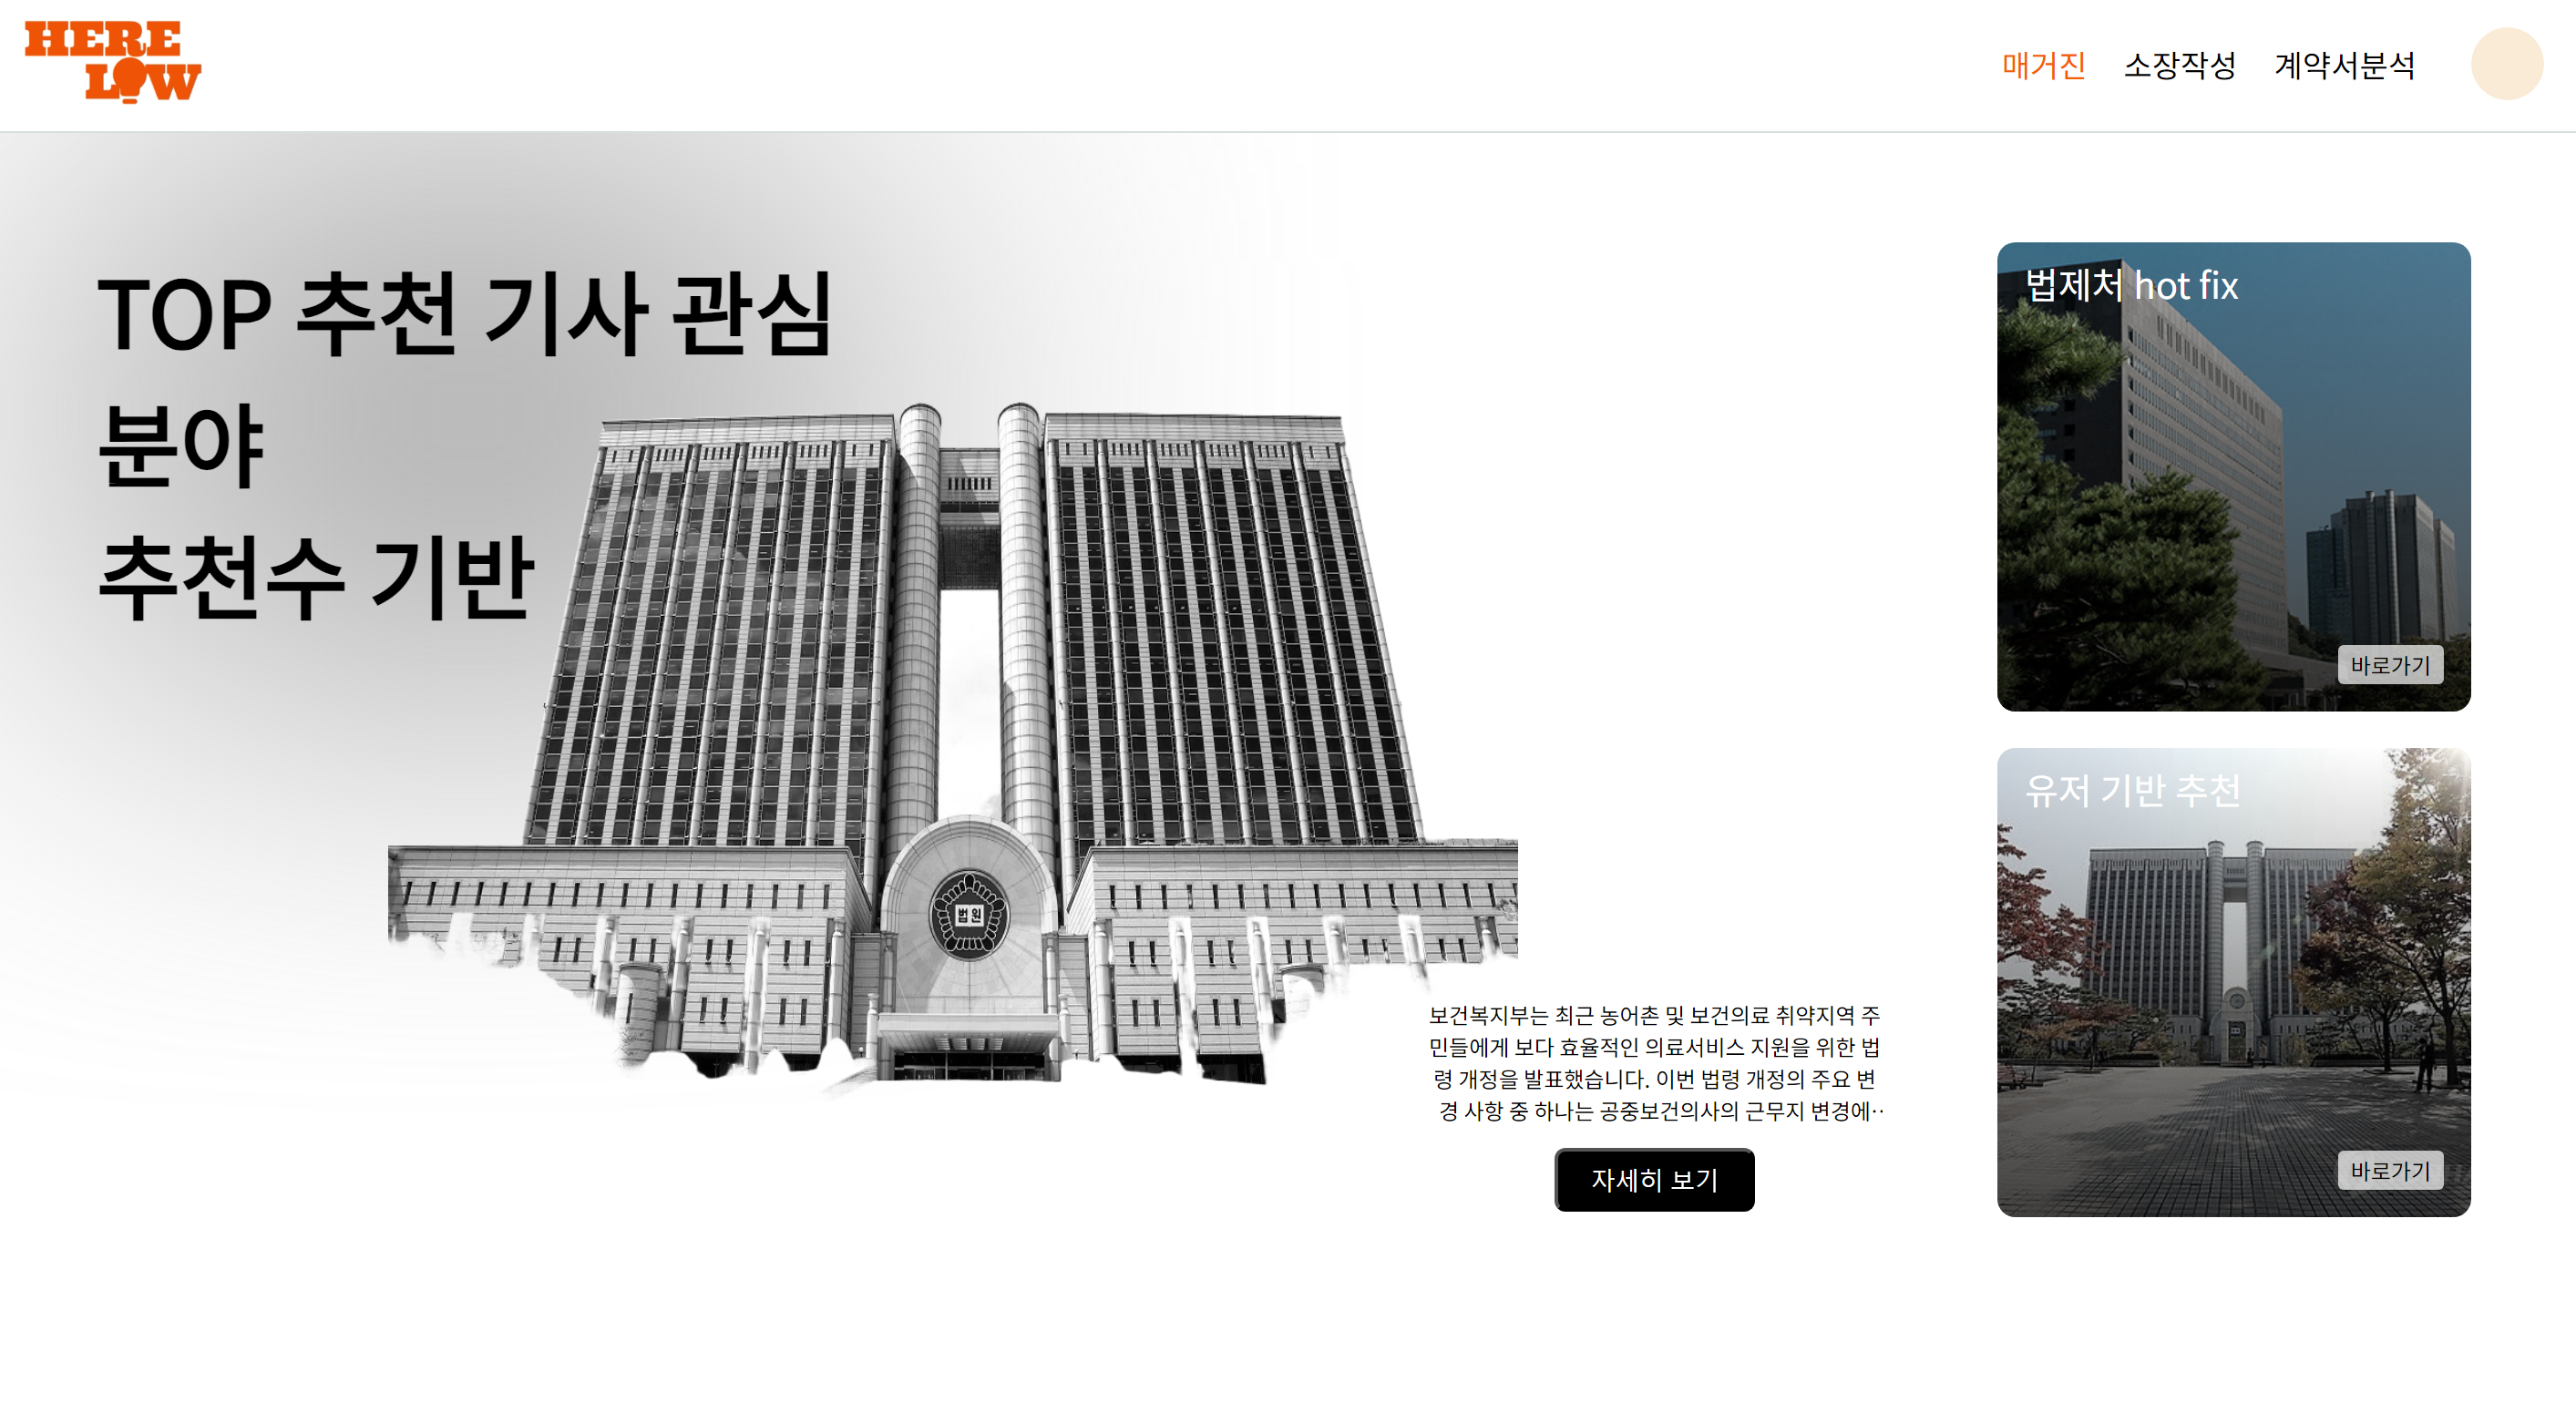 HERE
LOW
매거진 소장작성 계약서분석
TOP 추천 기사 관심
분야
추천수 기반
법원
보건복지부는 최근 농어촌 및 보건의료 취약지역 주
민들에게 보다 효율적인 의료서비스 지원을 위한 법
령 개정을 발표했습니다. 이번 법령 개정의 주요 변
경 사항 중 하나는 공중보건의사의 근무지 변경에··
자세히 보기
법제처 hot fix
바로가기
유저 기반 추천
바로가기